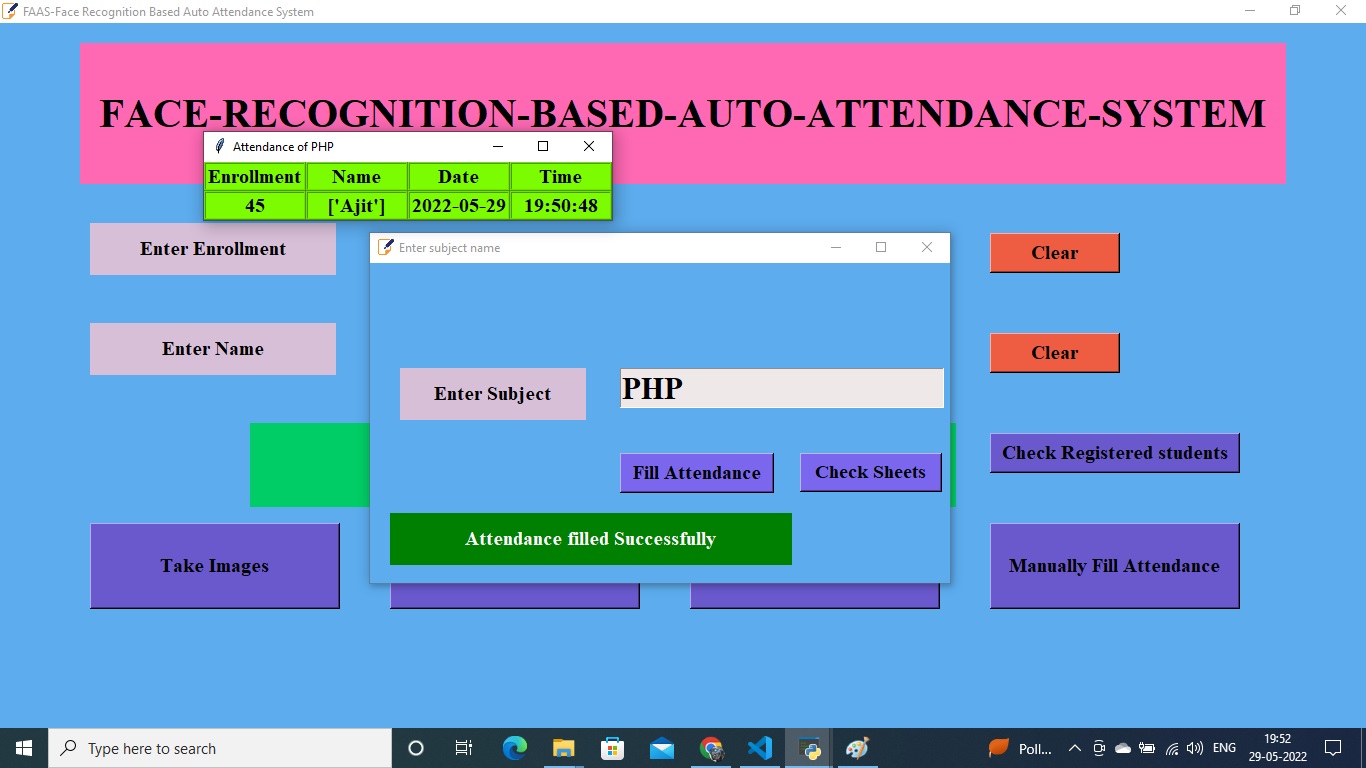 FAAS-Face Recognition Based Auto Attendance System
FACE-RECOGNITION-BASED-AUTO-ATTENDANCE-SYSTEM
Attendance of PHP
Enrollment Name Date Time
45 ['Ajit'] 2022-05-29 19:50:48
Enter Enrollment
Enter subject name
Clear
Enter Name
Clear
Enter Subject
PHP
Check Registered students
Fill Attendance
Check Sheets
Attendance filled Successfully
Take Images
Manually Fill Attendance
Type here to search
Poll...
ENG
19:52
29-05-2022